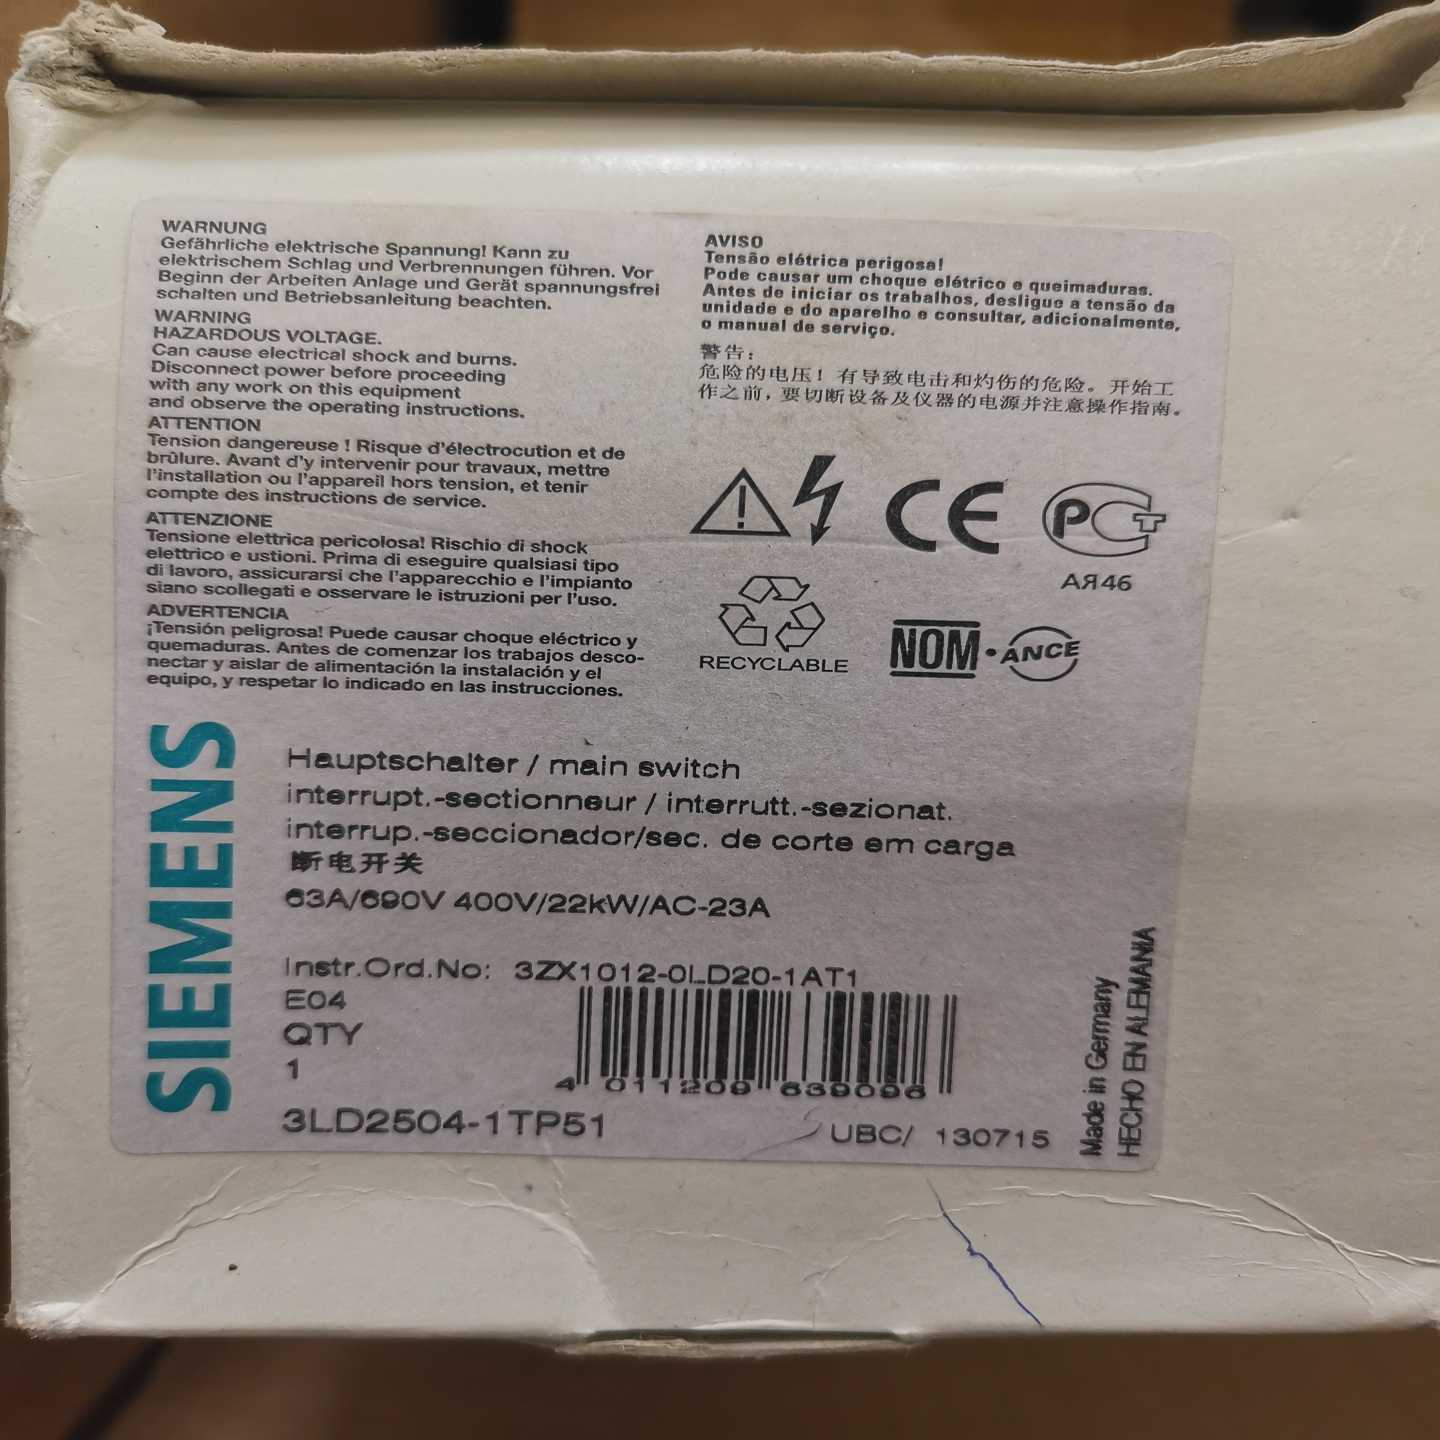 WARNUNG
Gefährliche elektrische Spannung! Kann zu
elektrischem Schlag und Verbrennungen führen. Vor
Beginn der Arbeiten Anlage und Gerät spannungsfrei
schalten und Betriebsanleitung beachten.
WARNING
HAZARDOUS VOLTAGE.
Can cause electrical shock and burns.
Disconnect power before proceeding
with any work on this equipment
and observe the operating instructions.
ATTENTION
Tension dangereuse ! Risque d'électrocution et de
brûlure. Avant d'y intervenir pour travaux, mettre
l'installation ou l'appareil hors tension, et tenir
compte des instructions de service.
ATTENZIONE
Tensione elettrica pericolosa! Rischio di shock
elettrico e ustioni. Prima di eseguire qualsiasi tipo
di lavoro, assicurarsi che l'apparecchio e l'impianto
siano scollegati e osservare le istruzioni per l'uso.
ADVERTENCIA
¡Tensión peligrosa! Puede causar choque eléctrico y
quemaduras. Antes de comenzar los trabajos desco-
nectar y aislar de alimentación la instalación y el
equipo, y respetar lo indicado en las instrucciones.
AVISO
Tensão elétrica perigosa!
Pode causar um choque elétrico e queimaduras.
Antes de iniciar os trabalhos, desligue a tensão da
unidade e do aparelho e consultar, adicionalmente,
o manual de serviço.
警告:
危险的电压! 有导致电击和灼伤的危险。开始工
作之前,要切断设备及仪器的电源并注意操作指南。
CE
PCT
АЯ46
RECYCLABLE
NOM·ANCE
SIEMENS
Hauptschalter / main switch
interrupt.-sectionneur / interrutt.-sezionat.
interrup.-seccionador/sec. de corte em carga
断电开关
63A/690V 400V/22kW/AC-23A
Instr.Ord.No: 3ZX1012-0LD20-1AT1
E04
QTY
1
4 011209 639096
3LD2504-1TP51
UBC/ 130715
Made in Germany
HECHO EN ALEMANIA